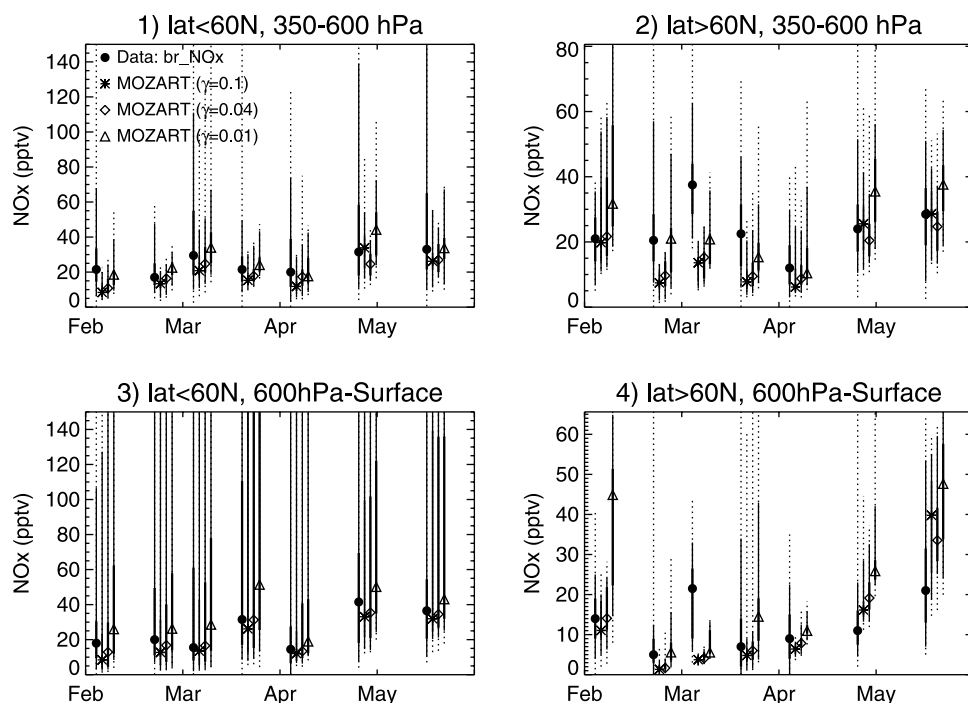 1) lat<60N, 350-600 hPa
NOx (pptv)
140
120
100
80
60
40
20
0
Data: br_NOx
MOZART (γ=0.1)
MOZART (γ=0.04)
MOZART (γ=0.01)
Feb Mar Apr May
2) lat>60N, 350-600 hPa
NOx (pptv)
80
60
40
20
0
Feb Mar Apr May
3) lat<60N, 600hPa-Surface
NOx (pptv)
140
120
100
80
60
40
20
0
Feb Mar Apr May
4) lat>60N, 600hPa-Surface
NOx (pptv)
60
50
40
30
20
10
0
Feb Mar Apr May